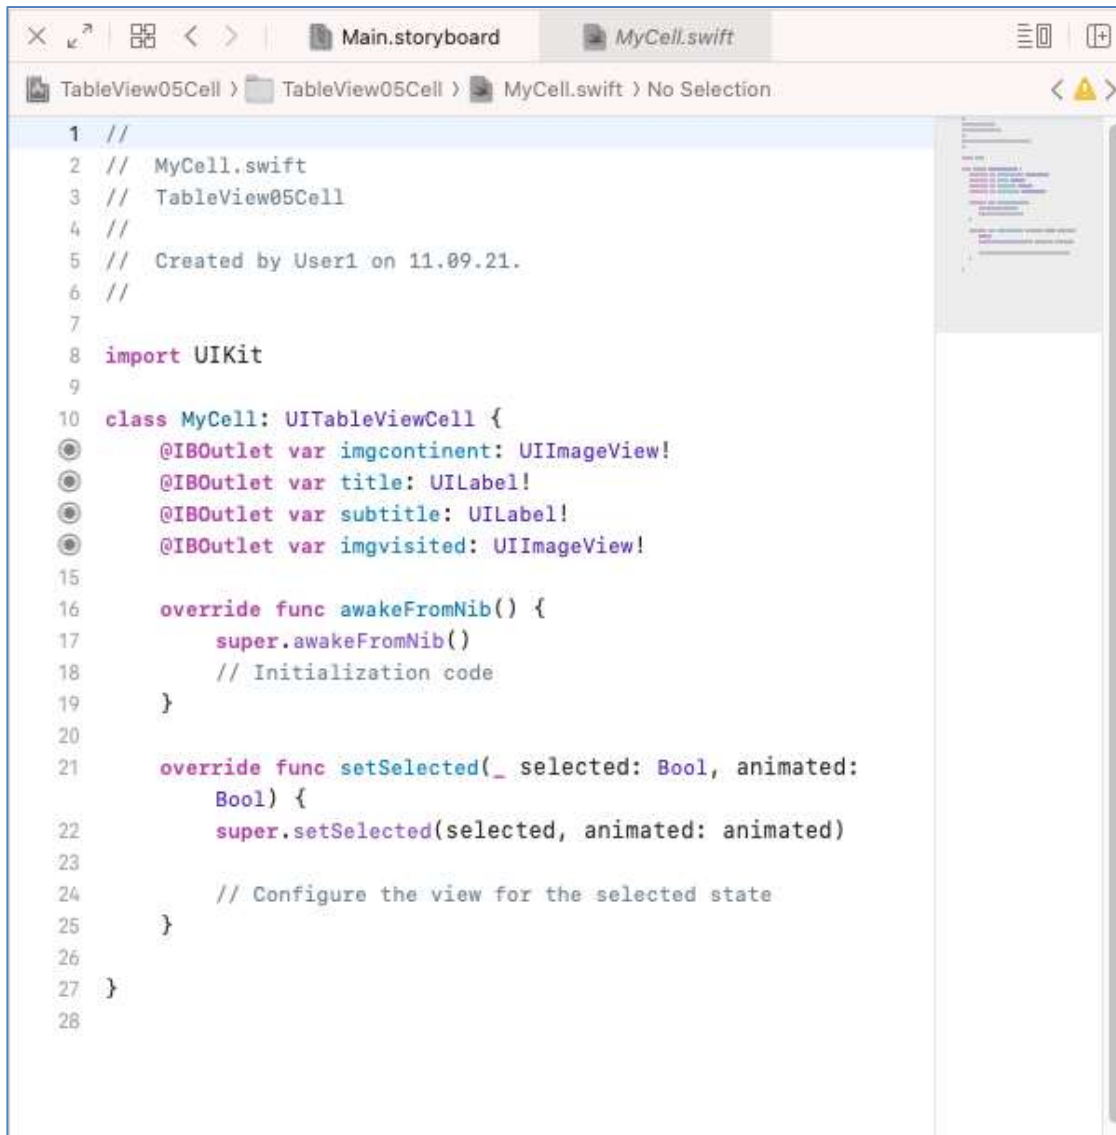 Main.storyboard MyCell.swift
TableView05Cell 〉 TableView05Cell 〉 MyCell.swift 〉 No Selection
1 //
2 //  MyCell.swift
3 //  TableView05Cell
4 //
5 //  Created by User1 on 11.09.21.
6 //
7
8 import UIKit
9
10 class MyCell: UITableViewCell {
@IBOutlet var imgcontinent: UIImageView!
@IBOutlet var title: UILabel!
@IBOutlet var subtitle: UILabel!
@IBOutlet var imgvisited: UIImageView!
15
16 override func awakeFromNib() {
17 super.awakeFromNib()
18 // Initialization code
19 }
20
21 override func setSelected(_ selected: Bool, animated:
Bool) {
22 super.setSelected(selected, animated: animated)
23
24 // Configure the view for the selected state
25 }
26
27 }
28